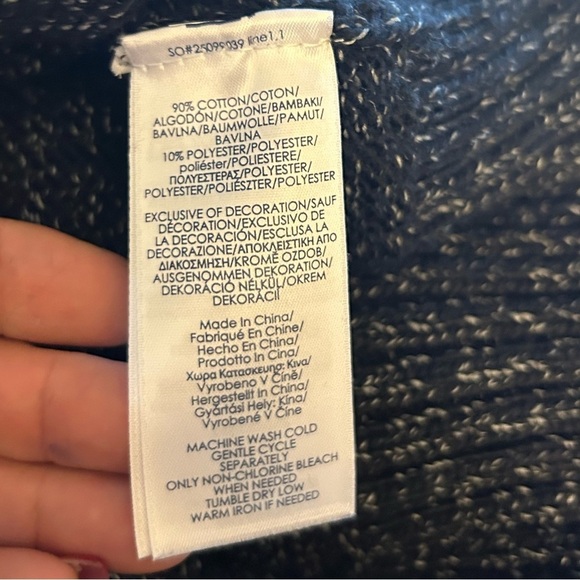 SO#25099039 line1.1
90% COTTON/COTON/
ALGODÓN/COTONE/BAMBAKI/
BAVLNA/BAUMWOLLE/PAMUT/
BAVLNA
10% POLYESTER/POLYESTER/
poliéster/POLIESTERE/
ΠΟΛΥΕΣΤΕΡΑΣ/POLYESTER/
POLYESTER/POLIÉSZTER/POLYESTER
EXCLUSIVE OF DECORATION/SAUF
DÉCORATION/EXCLUSIVO DE
LA DECORACIÓN/ESCLUSA LA
DECORAZIONE/ΑΠΟΚΛΕΙΣΤΙΚΗ ΑΠΟ
ΔΙΑΚΟΣΜΗΣΗ/KROMĚ OZDOB/
AUSGENOMMEN DEKORATION/
DEKORÁCIÓ NÉLKÜL/OKREM
DEKORÁCIÍ
Made In China/
Fabriqué En Chine/
Hecho En China/
Prodotto In Cina/
Χωρα Κατασκευης: Κινα/
Vyrobeno V Číně/
Hergestellt In China/
Gyártási Hely: Kína/
Vyrobené V Číne
MACHINE WASH COLD
GENTLE CYCLE
SEPARATELY
ONLY NON-CHLORINE BLEACH
WHEN NEEDED
TUMBLE DRY LOW
WARM IRON IF NEEDED